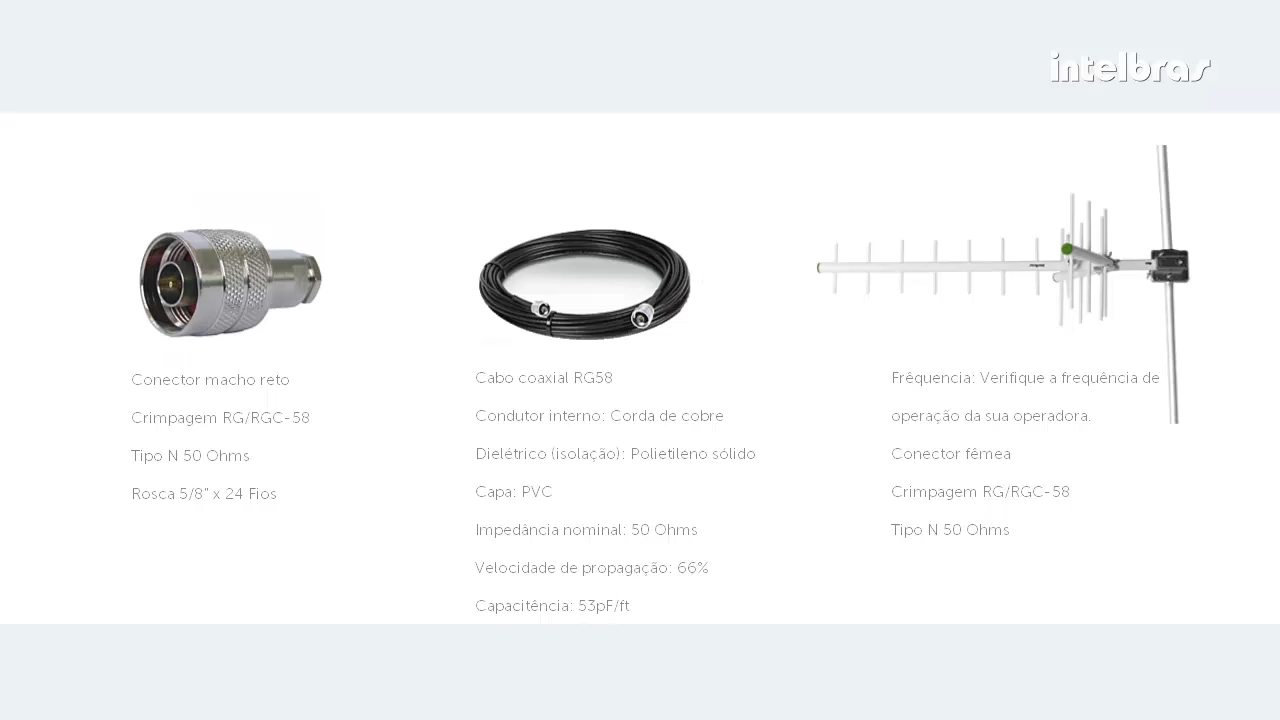 intelbras
Conector macho reto
Crimpagem RG/RGC-58
Tipo N 50 Ohms
Rosca 5/8" x 24 Fios
Cabo coaxial RG58
Condutor interno: Corda de cobre
Dielétrico (isolação): Polietileno sólido
Capa: PVC
Impedância nominal: 50 Ohms
Velocidade de propagação: 66%
Capacitência: 53pF/ft
Fréquencia: Verifique a frequência de
operação da sua operadora.
Conector fêmea
Crimpagem RG/RGC-58
Tipo N 50 Ohms